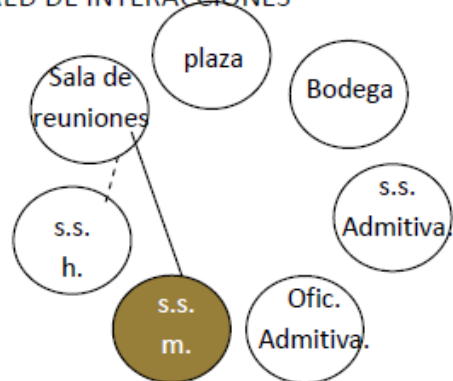 RED DE INTERACCIONES
plaza
Sala de
reuniones
Bodega
s.s.
Admitiva.
s.s.
h.
s.s.
m.
Ofic.
Admitiva.